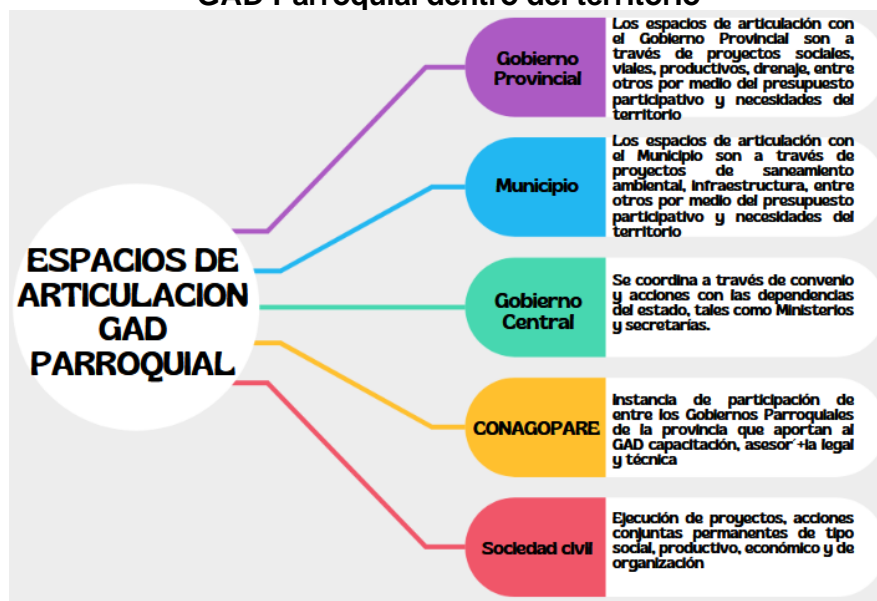 GAD Parroquial dentro del territorio
ESPACIOS DE
ARTICULACION
GAD
PARROQUIAL
Gobierno
Provincial
Los espacios de articulación con
el Gobierno Provincial son a
través de proyectos sociales,
viales, productivos, drenaje, entre
otros por medio del presupuesto
participativo y necesidades del
territorio
Municipio
Los espacios de articulación con
el Municipio son a través de
proyectos de saneamiento
ambiental, infraestructura, entre
otros por medio del presupuesto
participativo y necesidades del
territorio
Gobierno
Central
Se coordina a través de convenio
y acciones con las dependencias
del estado, tales como Ministerios
y secretarías.
CONAGOPARE
Instancia de participación de
entre los Gobiernos Parroquiales
de la provincia que aportan al
GAD capacitación, asesor´+ia legal
y técnica
Sociedad civil
Ejecución de proyectos, acciones
conjuntas permanentes de tipo
social, productivo, económico y de
organización